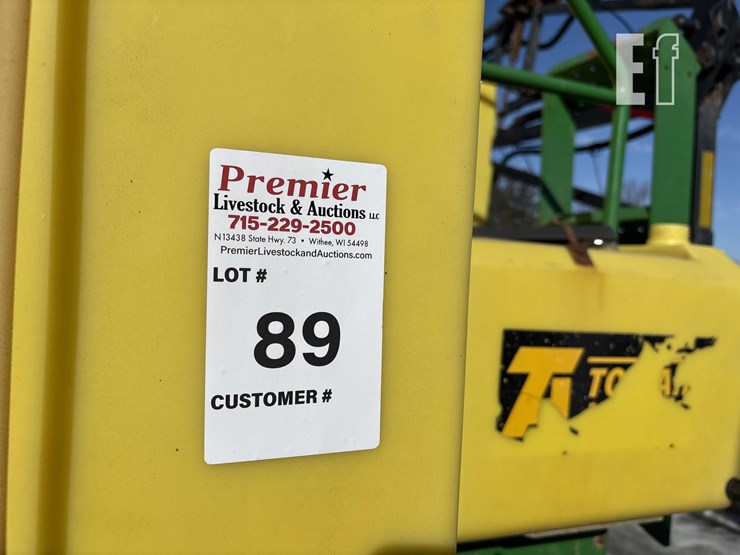 Premier
Livestock & Auctions LLC
715-229-2500
N13438 State Hwy. 73 • Withee, WI 54498
PremierLivestockandAuctions.com
LOT #
89
CUSTOMER #
Ef